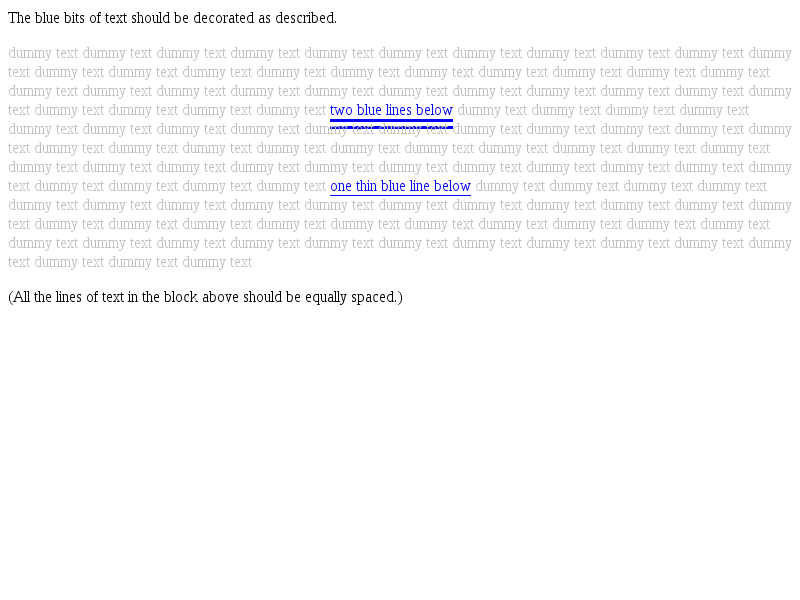 The blue bits of text should be decorated as described.
dummy text dummy text dummy text dummy text dummy text dummy text dummy text dummy text dummy text dummy text dummy
text dummy text dummy text dummy text dummy text dummy text dummy text dummy text dummy text dummy text dummy text
dummy text dummy text dummy text dummy text dummy text dummy text dummy text dummy text dummy text dummy text dummy
text dummy text dummy text dummy text dummy text two blue lines below dummy text dummy text dummy text dummy text
dummy text dummy text dummy text dummy text dummy text dummy text dummy text dummy text dummy text dummy text dummy
text dummy text dummy text dummy text dummy text dummy text dummy text dummy text dummy text dummy text dummy text
dummy text dummy text dummy text dummy text dummy text dummy text dummy text dummy text dummy text dummy text dummy
text dummy text dummy text dummy text dummy text one thin blue line below dummy text dummy text dummy text dummy text
dummy text dummy text dummy text dummy text dummy text dummy text dummy text dummy text dummy text dummy text dummy
text dummy text dummy text dummy text dummy text dummy text dummy text dummy text dummy text dummy text dummy text
dummy text dummy text dummy text dummy text dummy text dummy text dummy text dummy text dummy text dummy text dummy
text dummy text dummy text dummy text
(All the lines of text in the block above should be equally spaced.)